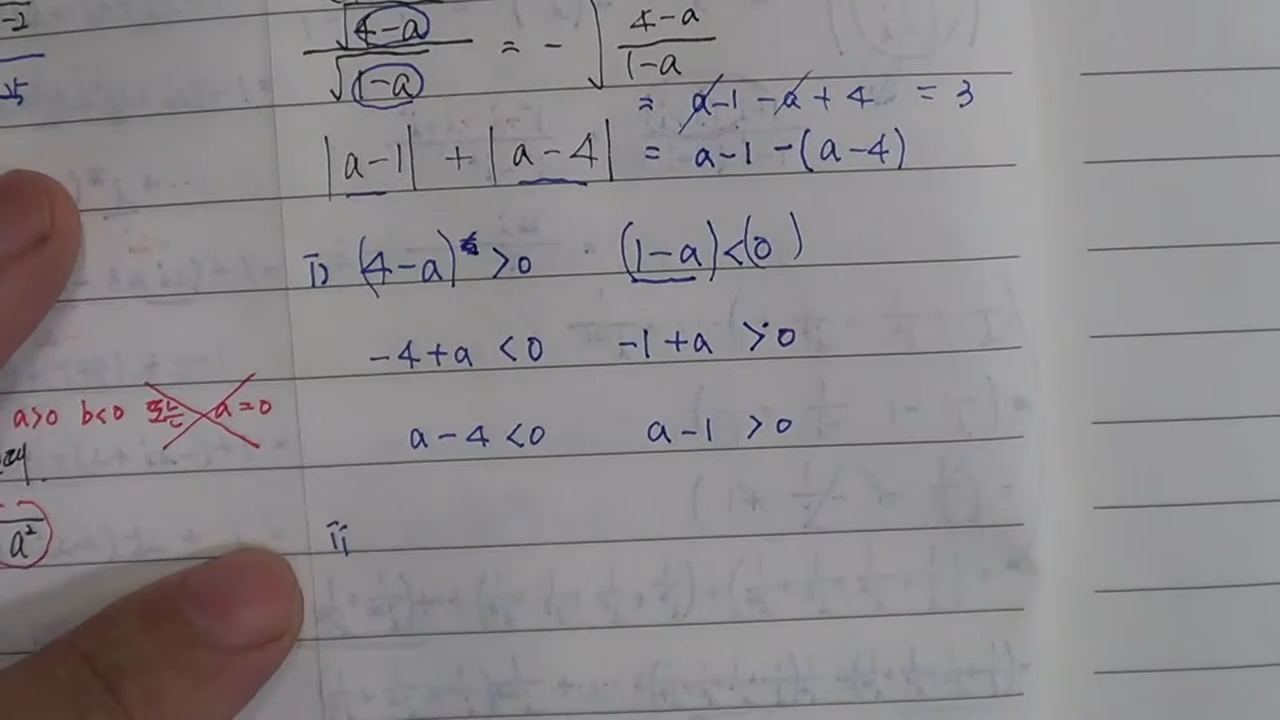 -2
√(4-a) / √(1-a) = - √((4-a)/(1-a))
= a-1-a+4 = 3
|a-1| + |a-4| = a-1-(a-4)
i) (4-a) >0 (1-a)<(0)
-4+a <0 -1+a >0
a>0 b<0 또는 a=0
a-4<0 a-1 >0
a²
ii